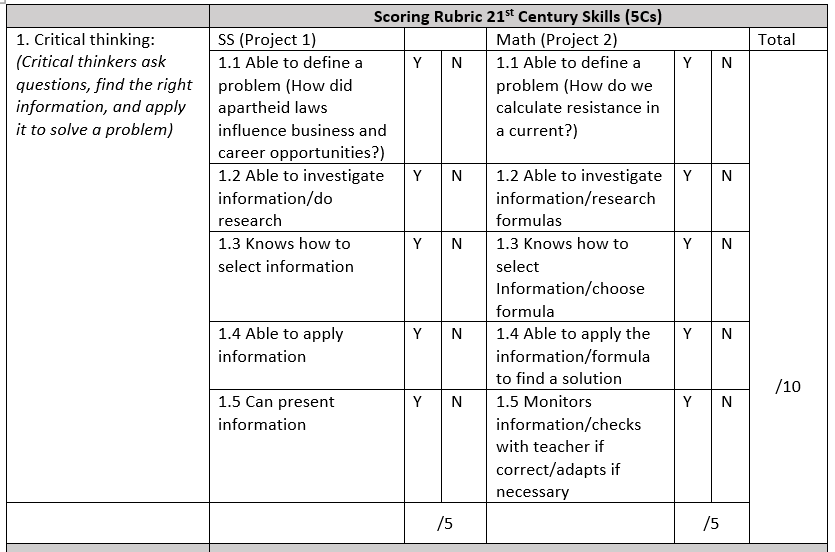 Scoring Rubric 21st Century Skills (5Cs)
1. Critical thinking:
(Critical thinkers ask
questions, find the right
information, and apply
it to solve a problem)
SS (Project 1)
Math (Project 2)
Total
1.1 Able to define a
problem (How did
apartheid laws
influence business and
career opportunities?)
Y N
1.1 Able to define a
problem (How do we
calculate resistance in
a current?)
Y N
1.2 Able to investigate
information/do
research
Y N
1.2 Able to investigate
information/research
formulas
Y N
1.3 Knows how to
select information
Y N
1.3 Knows how to
select
Information/choose
formula
Y N
1.4 Able to apply
information
Y N
1.4 Able to apply the
information/formula
to find a solution
Y N
1.5 Can present
information
Y N
1.5 Monitors
information/checks
with teacher if
correct/adapts if
necessary
Y N
/10
/5
/5